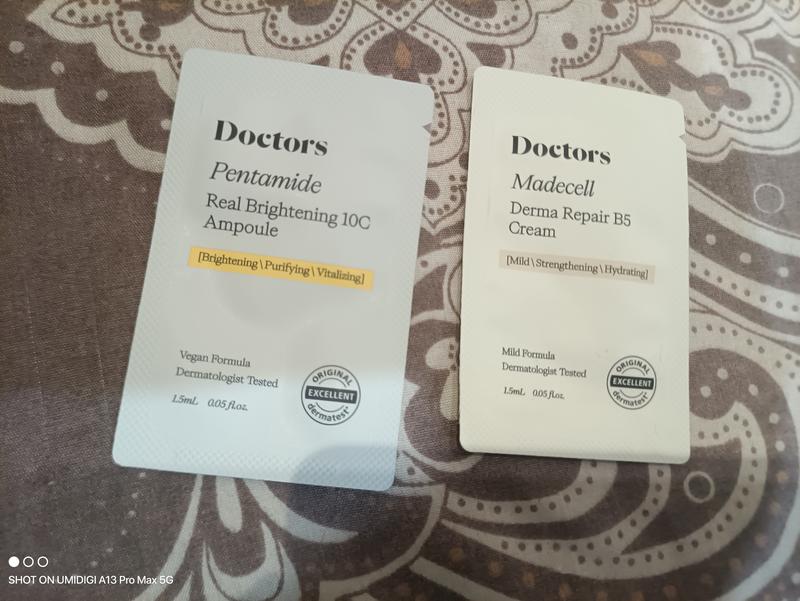 Doctors
Pentamide
Real Brightening 10C
Ampoule
[Brightening \ Purifying \ Vitalizing]
Vegan Formula
Dermatologist Tested
1.5mL 0.05 fl.oz.
ORIGINAL
EXCELLENT
dermatest
Doctors
Madecell
Derma Repair B5
Cream
[Mild \ Strengthening \ Hydrating]
Mild Formula
Dermatologist Tested
1.5mL 0.05 fl.oz.
ORIGINAL
EXCELLENT
dermatest
SHOT ON UMIDIGI A13 Pro Max 5G